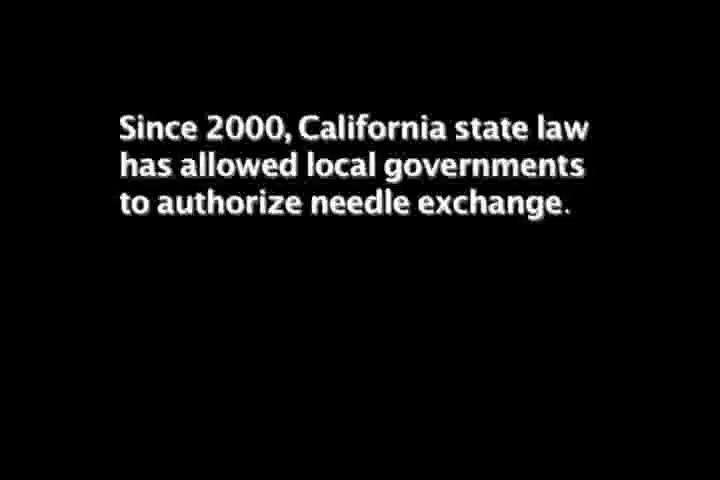 Since 2000, California state law
has allowed local governments
to authorize needle exchange.